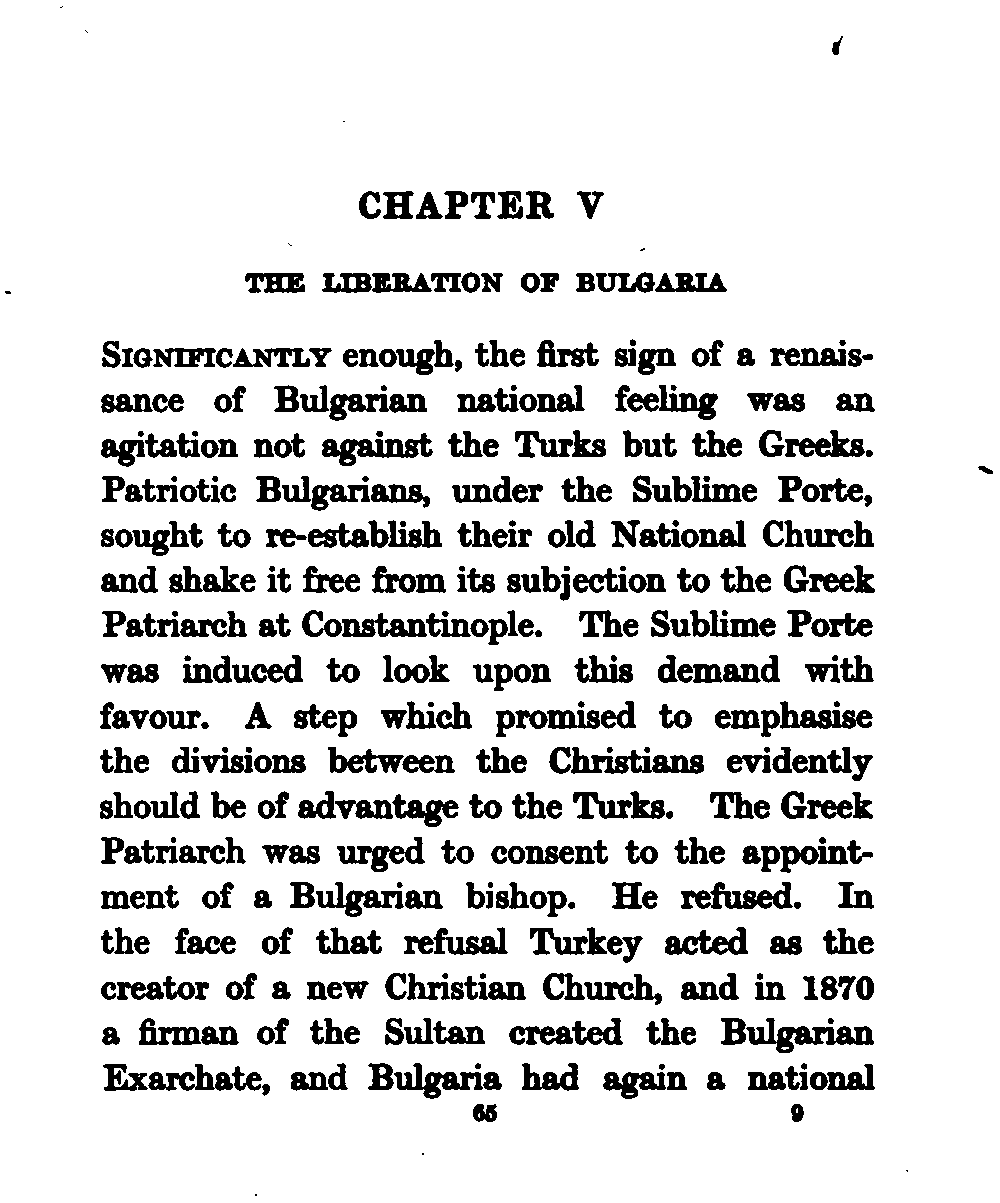 CHAPTER V
THE LIBERATION OF BULGARIA
SIGNIFICANTLY enough, the first sign of a renais-
sance of Bulgarian national feeling was an
agitation not against the Turks but the Greeks.
Patriotic Bulgarians, under the Sublime Porte,
sought to re-establish their old National Church
and shake it free from its subjection to the Greek
Patriarch at Constantinople. The Sublime Porte
was induced to look upon this demand with
favour. A step which promised to emphasise
the divisions between the Christians evidently
should be of advantage to the Turks. The Greek
Patriarch was urged to consent to the appoint-
ment of a Bulgarian bishop. He refused. In
the face of that refusal Turkey acted as the
creator of a new Christian Church, and in 1870
a firman of the Sultan created the Bulgarian
Exarchate, and Bulgaria had again a national
65 9